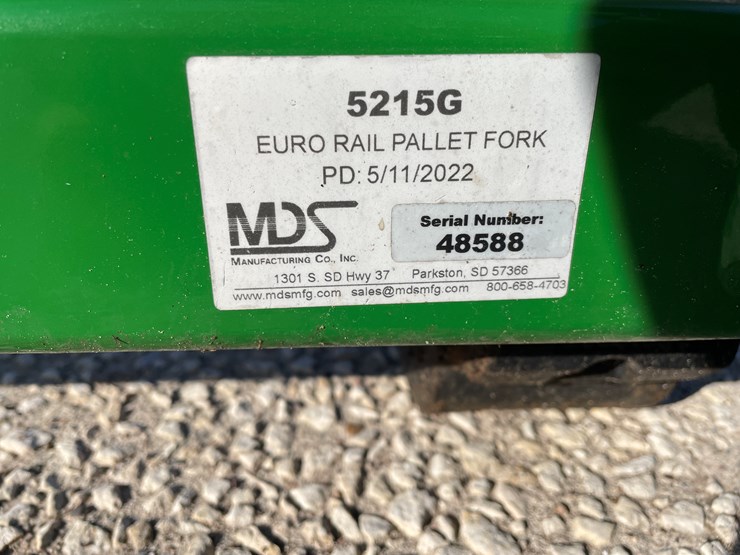 5215G
EURO RAIL PALLET FORK
PD: 5/11/2022
MDS
MANUFACTURING CO., INC.
Serial Number:
48588
1301 S. SD Hwy 37 Parkston, SD 57366
www.mdsmfg.com sales@mdsmfg.com 800-658-4703